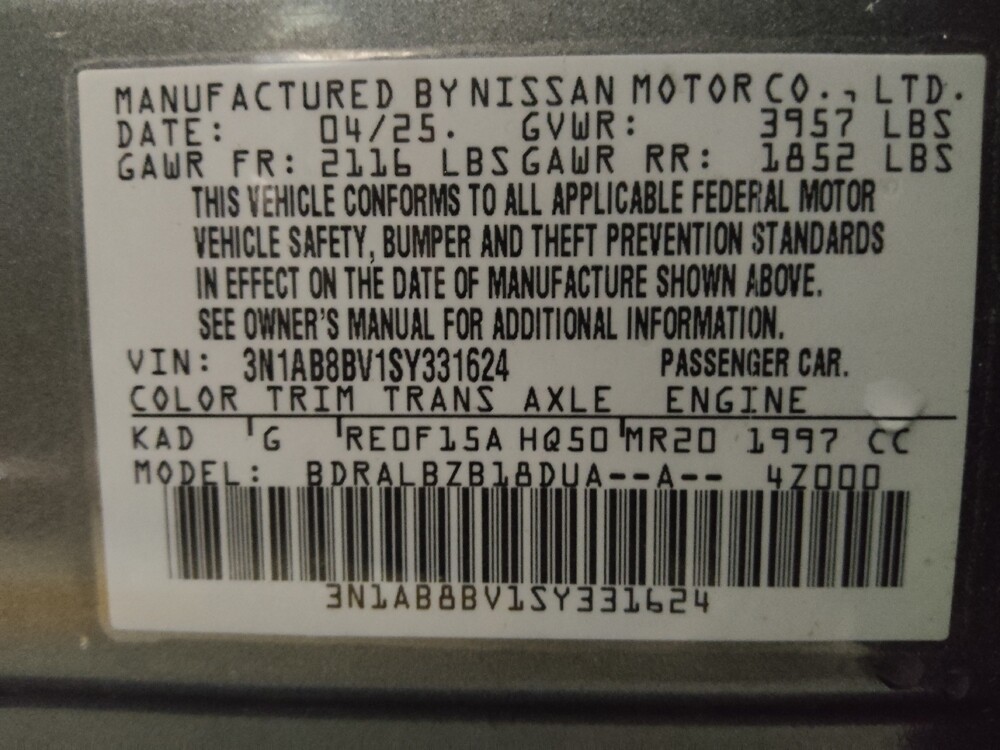 MANUFACTURED BY NISSAN MOTOR CO., LTD.
DATE: 04/25. GVWR: 3957 LBS
GAWR FR: 2116 LBS GAWR RR: 1852 LBS
THIS VEHICLE CONFORMS TO ALL APPLICABLE FEDERAL MOTOR
VEHICLE SAFETY, BUMPER AND THEFT PREVENTION STANDARDS
IN EFFECT ON THE DATE OF MANUFACTURE SHOWN ABOVE.
SEE OWNER'S MANUAL FOR ADDITIONAL INFORMATION.
VIN: 3N1AB8BV1SY331624 PASSENGER CAR.
COLOR TRIM TRANS AXLE ENGINE
KAD G RE0F15A HQ50 MR20 1997 CC
MODEL: BDRALBZB18DUA--A-- 4Z000
3N1AB8BV1SY331624